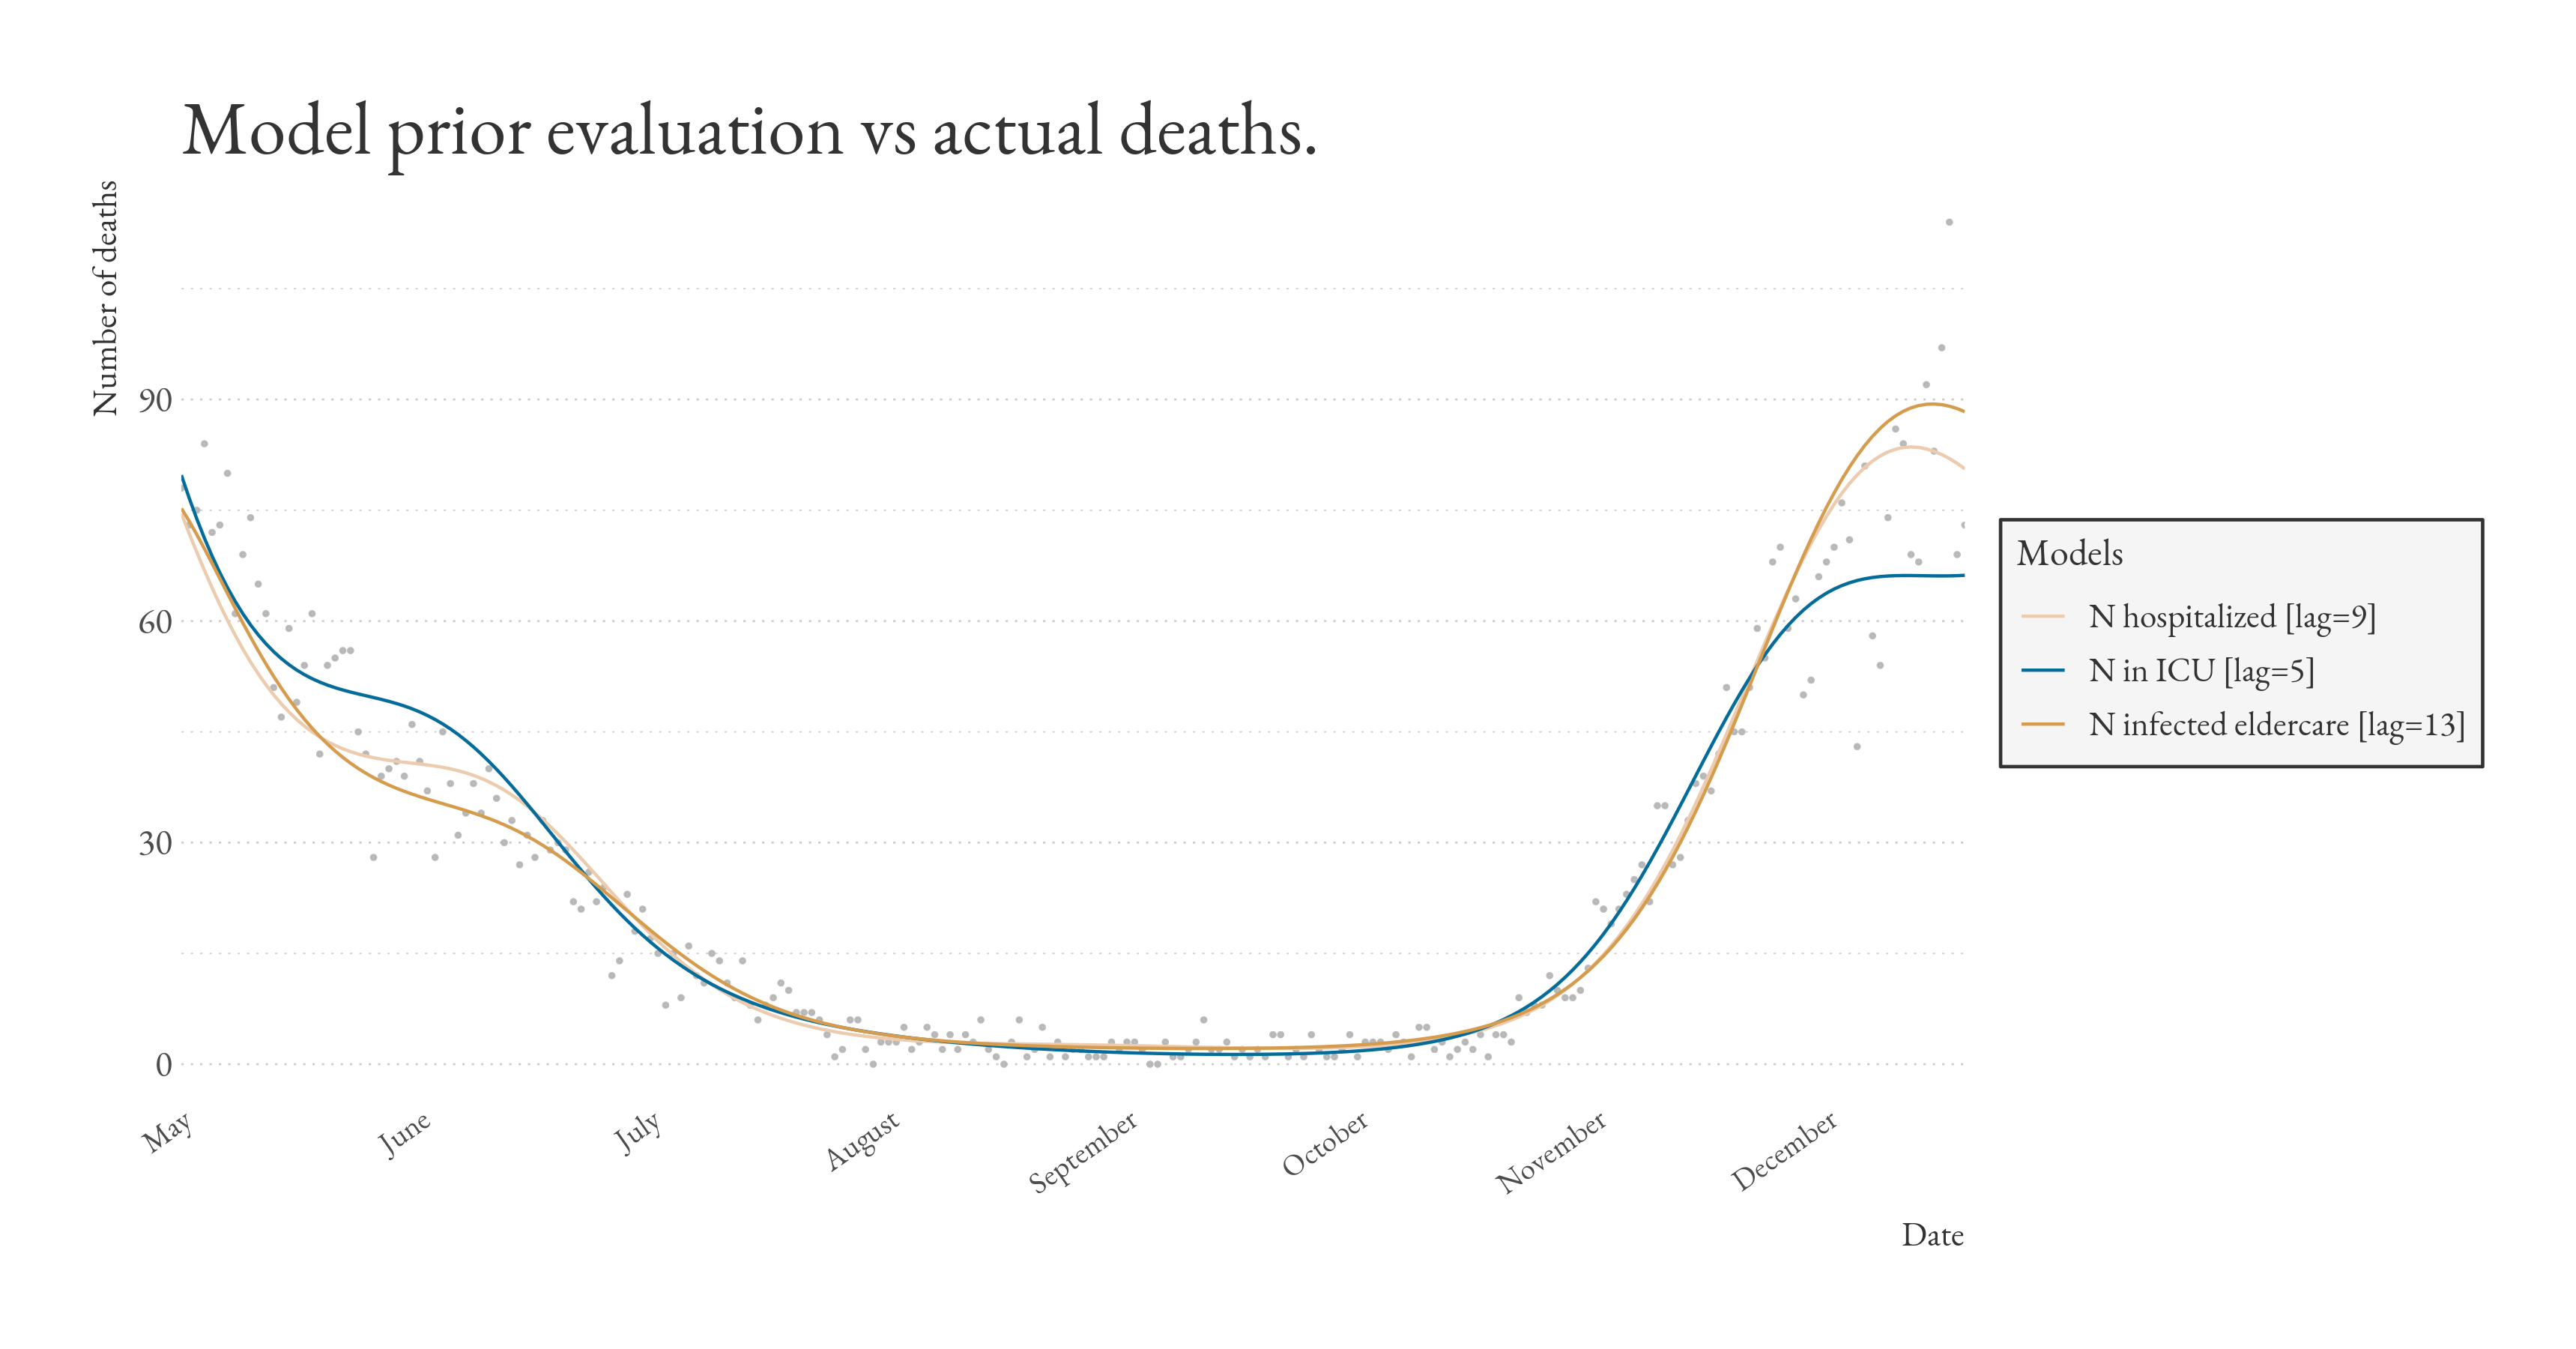 Model prior evaluation vs actual deaths.
Number of deaths
90
60
30
0
May
June
July
August
September
October
November
December
Date
Models
N hospitalized [lag=9]
N in ICU [lag=5]
N infected eldercare [lag=13]